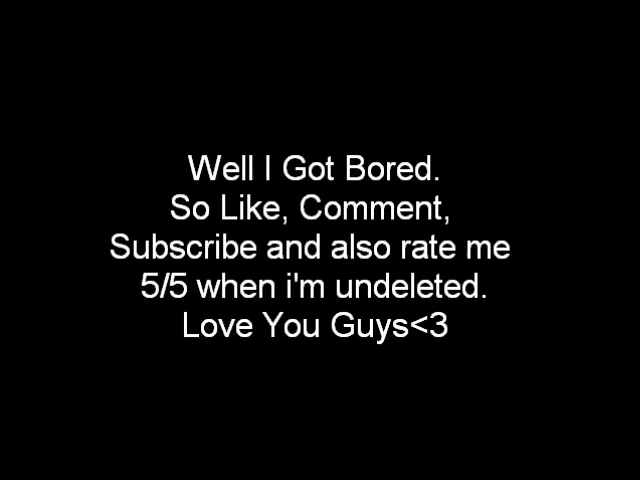 Well I Got Bored.
So Like, Comment,
Subscribe and also rate me
5/5 when i'm undeleted.
Love You Guys<3